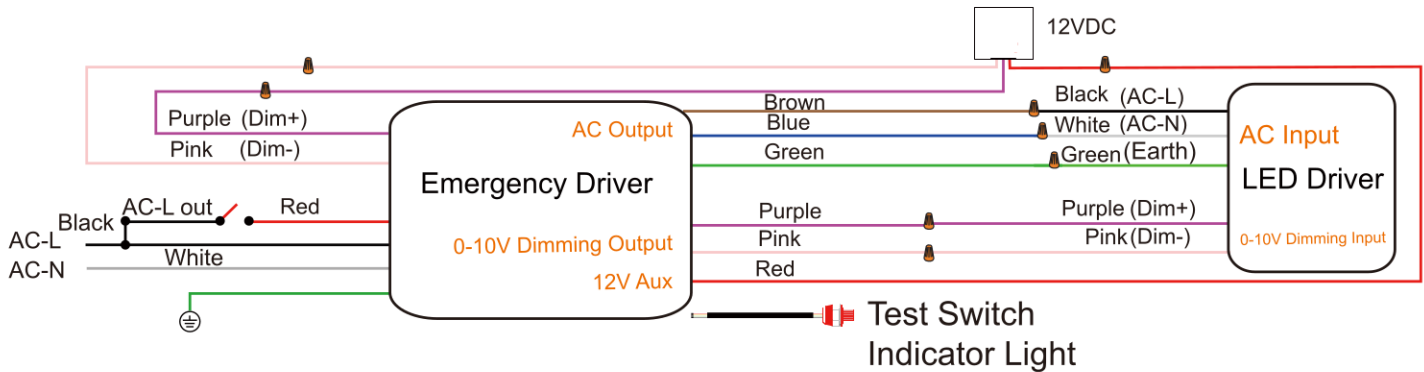 12VDC
Purple (Dim+)
Pink (Dim-)
Black
AC-L out
Red
AC-L
AC-N
White
AC Output
Emergency Driver
0-10V Dimming Output
12V Aux
Brown
Blue
Green
Purple
Pink
Red
Black (AC-L)
White (AC-N)
Green (Earth)
Purple (Dim+)
Pink (Dim-)
AC Input
LED Driver
0-10V Dimming Input
Test Switch
Indicator Light